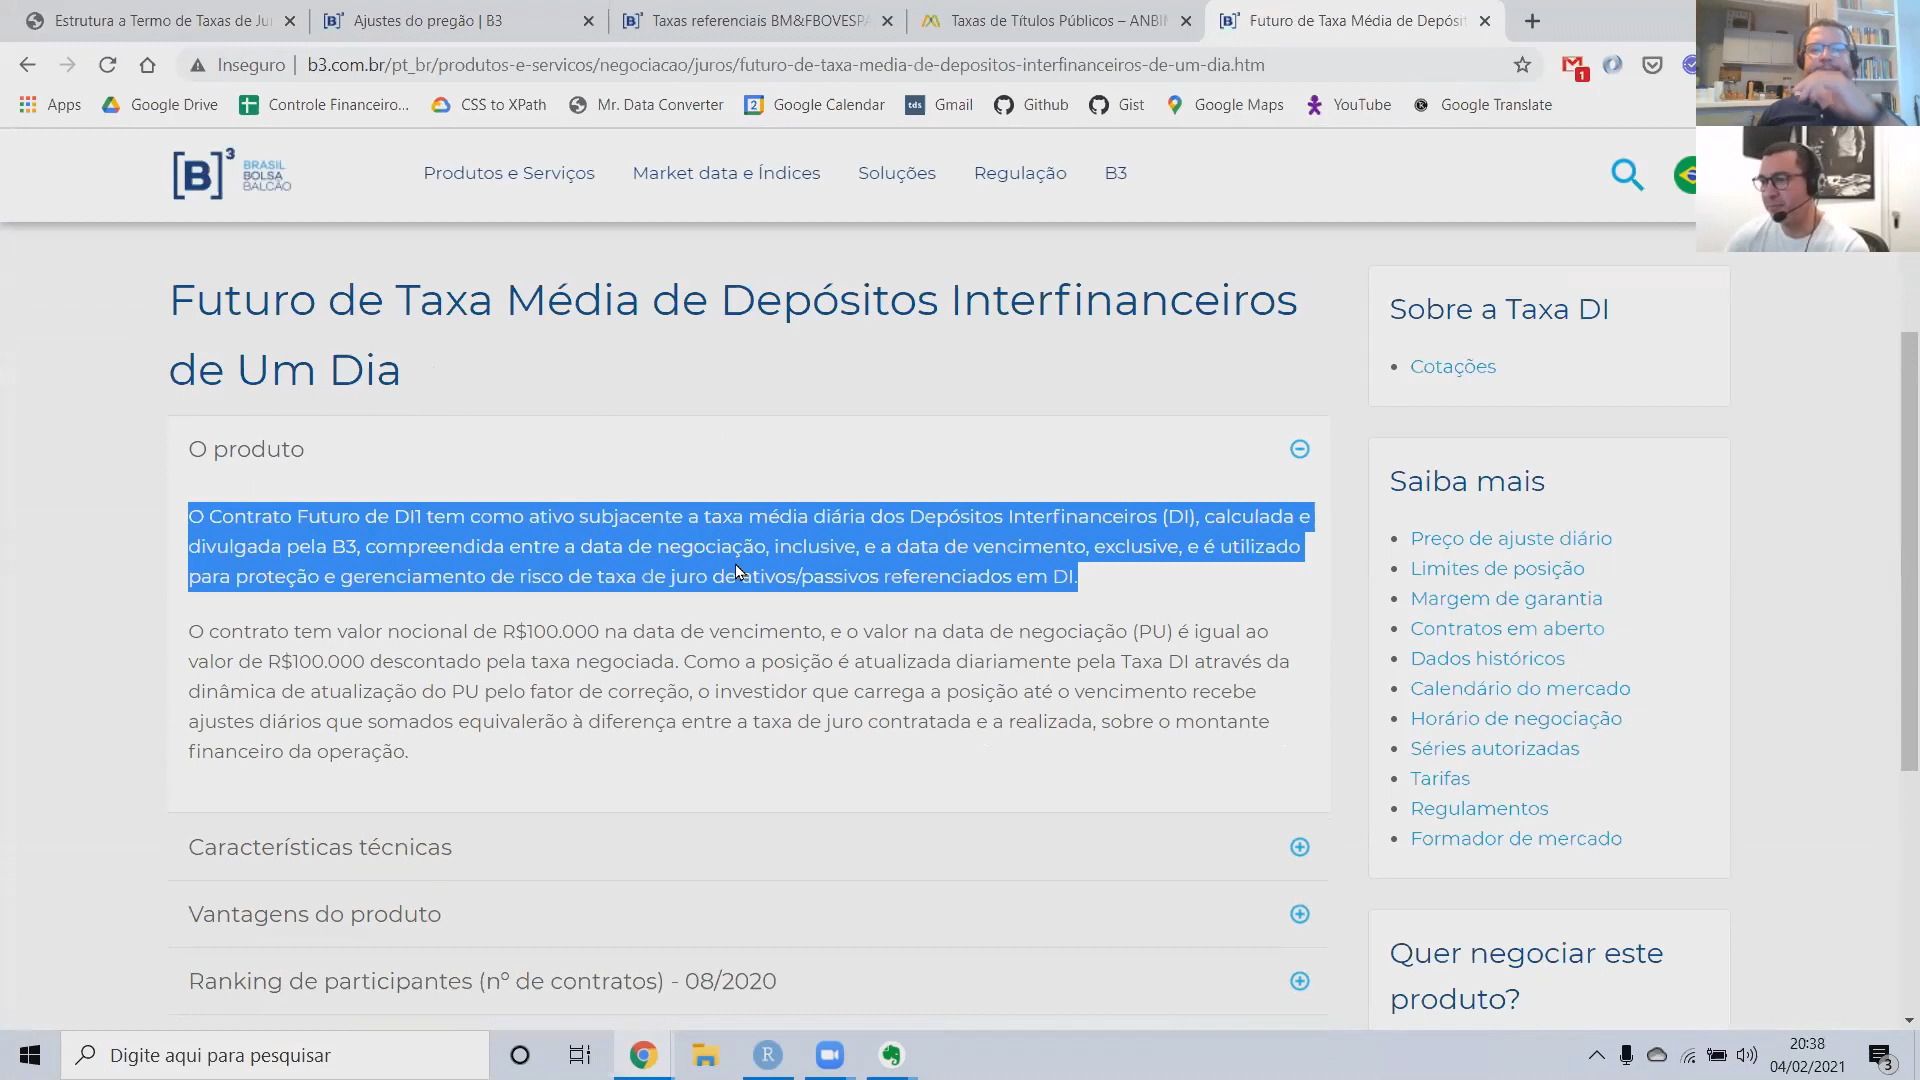 Estrutura a Termo de Taxas de Ju
Ajustes do pregão | B3
Taxas referenciais BM&FBOVESPA
Taxas de Títulos Públicos – ANBIM
Futuro de Taxa Média de Depósit
Inseguro
b3.com.br/pt_br/produtos-e-servicos/negociacao/juros/futuro-de-taxa-media-de-depositos-interfinanceiros-de-um-dia.htm
1
Apps
Google Drive
Controle Financeiro...
CSS to XPath
Mr. Data Converter
2
Google Calendar
tds
Gmail
Github
Gist
Google Maps
YouTube
Google Translate
[B]3
BRASIL
BOLSA
BALCÃO
Produtos e Serviços
Market data e Índices
Soluções
Regulação
B3
Futuro de Taxa Média de Depósitos Interfinanceiros
de Um Dia
O produto
O Contrato Futuro de DI1 tem como ativo subjacente a taxa média diária dos Depósitos Interfinanceiros (DI), calculada e
divulgada pela B3, compreendida entre a data de negociação, inclusive, e a data de vencimento, exclusive, e é utilizado
para proteção e gerenciamento de risco de taxa de juro de ativos/passivos referenciados em DI.
O contrato tem valor nocional de R$100.000 na data de vencimento, e o valor na data de negociação (PU) é igual ao
valor de R$100.000 descontado pela taxa negociada. Como a posição é atualizada diariamente pela Taxa DI através da
dinâmica de atualização do PU pelo fator de correção, o investidor que carrega a posição até o vencimento recebe
ajustes diários que somados equivalerão à diferença entre a taxa de juro contratada e a realizada, sobre o montante
financeiro da operação.
Características técnicas
Vantagens do produto
Ranking de participantes (nº de contratos) - 08/2020
Sobre a Taxa DI
Cotações
Saiba mais
Preço de ajuste diário
Limites de posição
Margem de garantia
Contratos em aberto
Dados históricos
Calendário do mercado
Horário de negociação
Séries autorizadas
Tarifas
Regulamentos
Formador de mercado
Quer negociar este
produto?
Digite aqui para pesquisar
R
20:38
04/02/2021
3